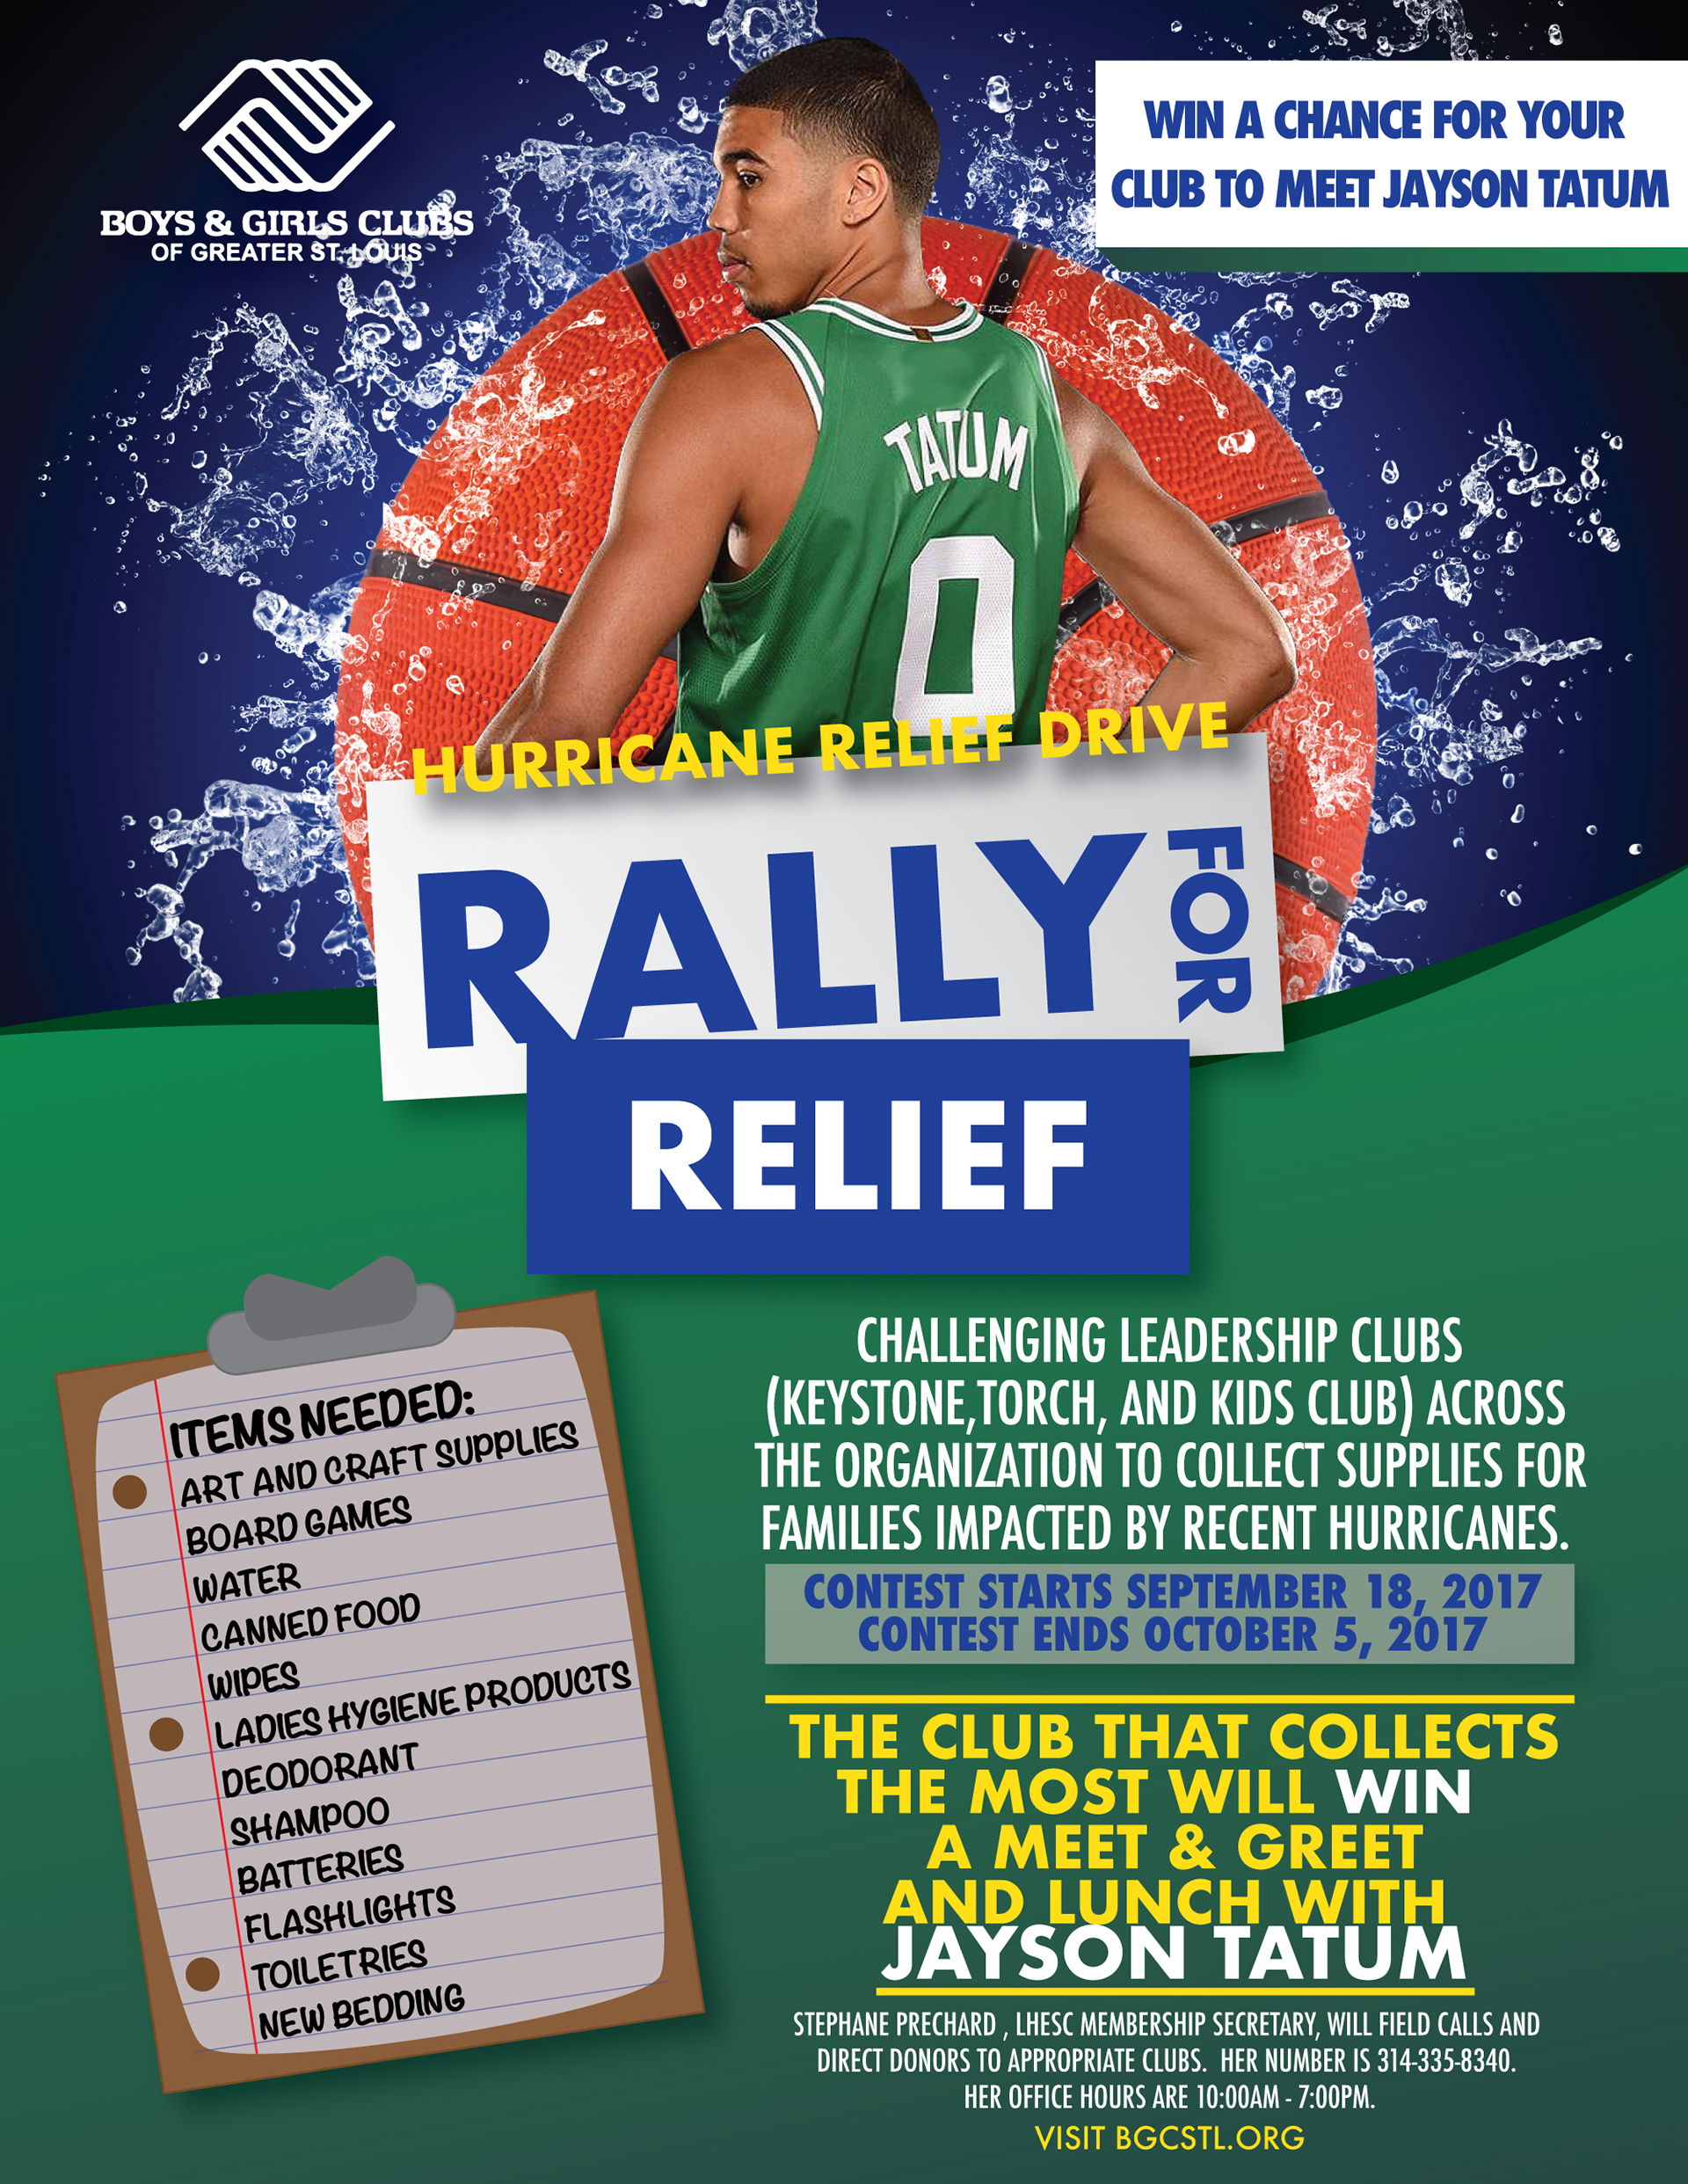 BOYS & GIRLS CLUBS
OF GREATER ST. LOUIS
WIN A CHANCE FOR YOUR
CLUB TO MEET JAYSON TATUM
TATUM
0
HURRICANE RELIEF DRIVE
RALLY FOR
RELIEF
ITEMS NEEDED:
ART AND CRAFT SUPPLIES
BOARD GAMES
WATER
CANNED FOOD
WIPES
LADIES HYGIENE PRODUCTS
DEODORANT
SHAMPOO
BATTERIES
FLASHLIGHTS
TOILETRIES
NEW BEDDING
CHALLENGING LEADERSHIP CLUBS
(KEYSTONE,TORCH, AND KIDS CLUB) ACROSS
THE ORGANIZATION TO COLLECT SUPPLIES FOR
FAMILIES IMPACTED BY RECENT HURRICANES.
CONTEST STARTS SEPTEMBER 18, 2017
CONTEST ENDS OCTOBER 5, 2017
THE CLUB THAT COLLECTS
THE MOST WILL WIN
A MEET & GREET
AND LUNCH WITH
JAYSON TATUM
STEPHANE PRECHARD , LHESC MEMBERSHIP SECRETARY, WILL FIELD CALLS AND
DIRECT DONORS TO APPROPRIATE CLUBS. HER NUMBER IS 314-335-8340.
HER OFFICE HOURS ARE 10:00AM - 7:00PM.
VISIT BGCSTL.ORG